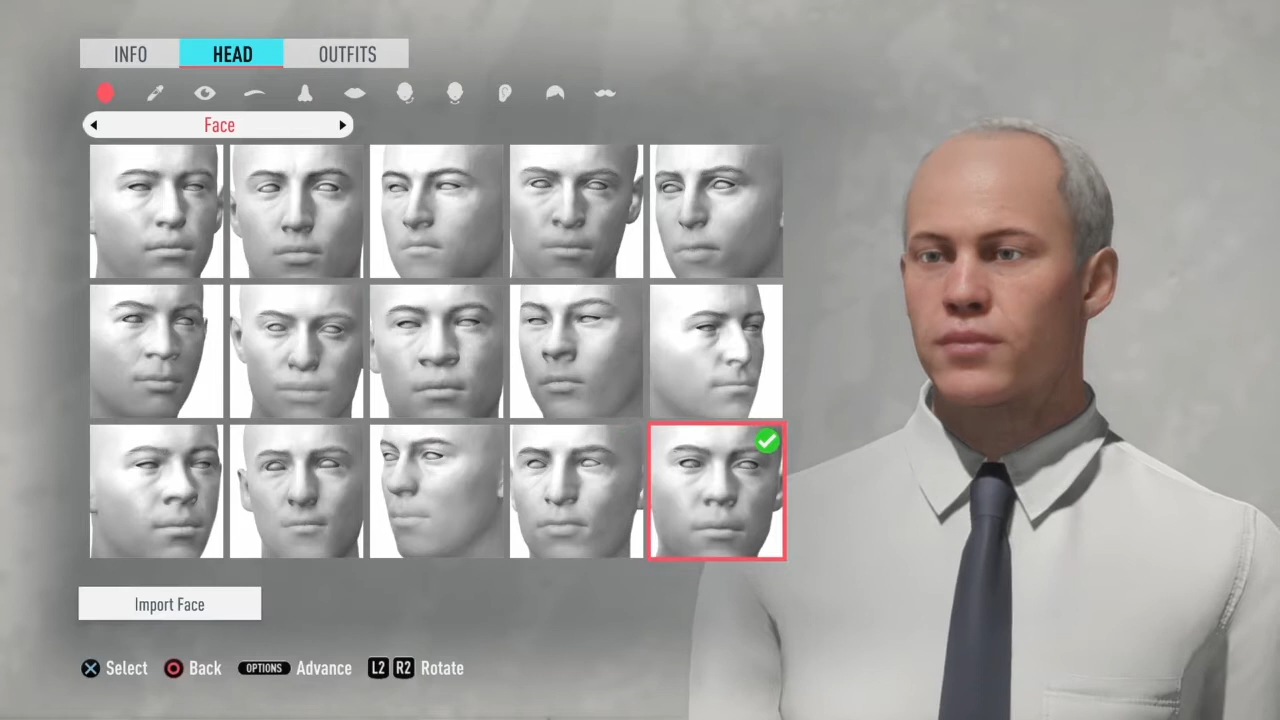 INFO HEAD OUTFITS
Face
Import Face
Select Back OPTIONS Advance L2 R2 Rotate